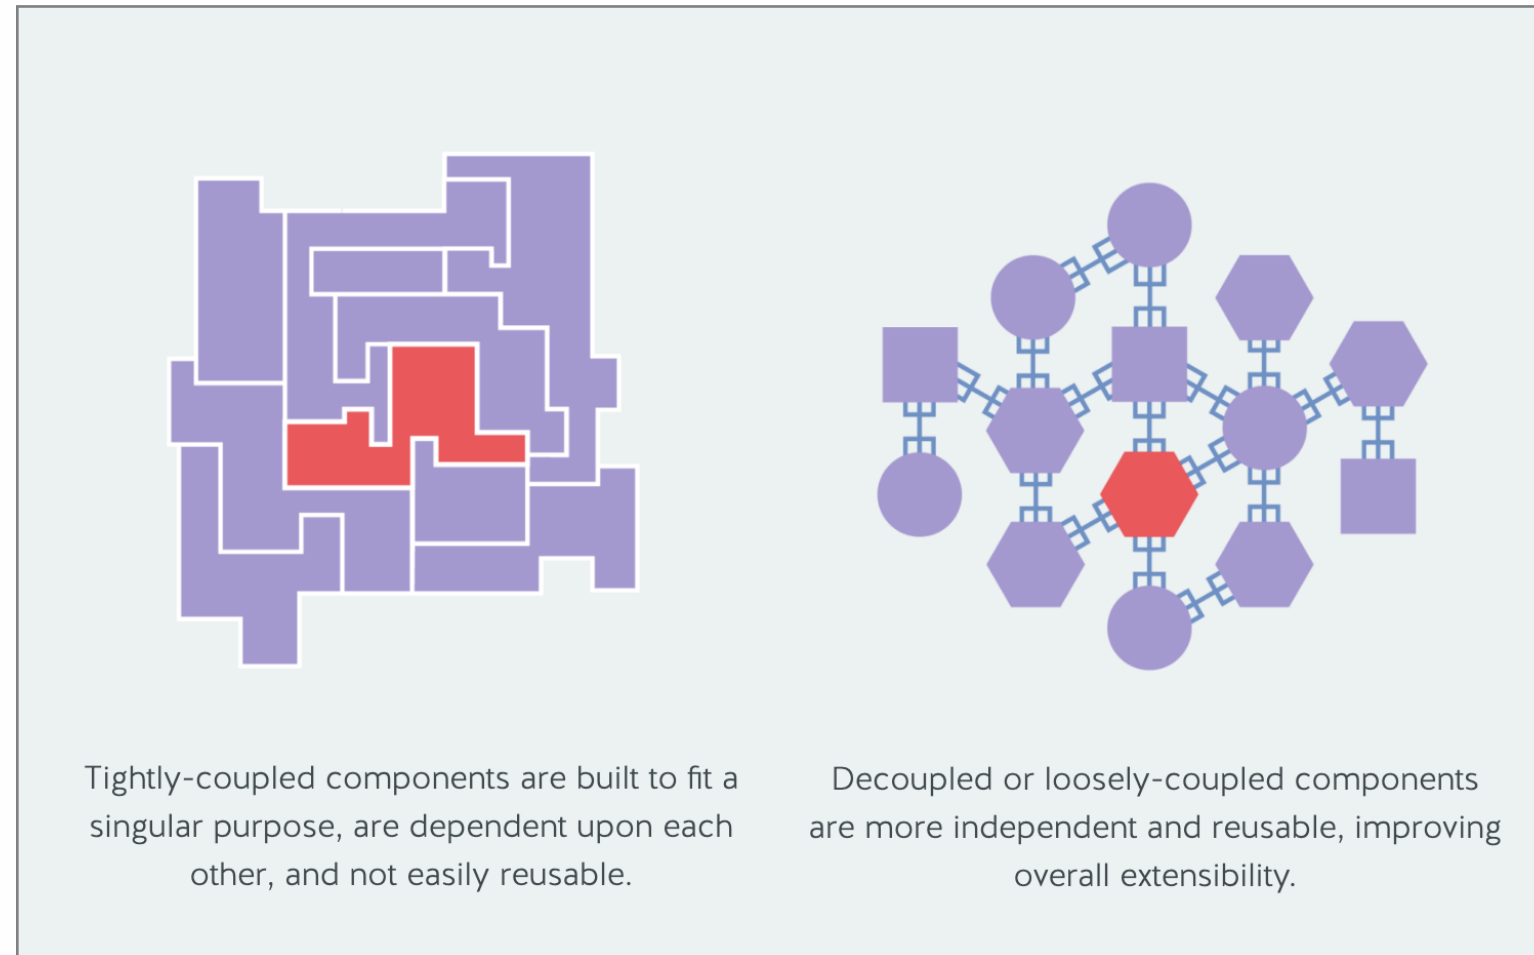 Tightly-coupled components are built to fit a
singular purpose, are dependent upon each
other, and not easily reusable.
Decoupled or loosely-coupled components
are more independent and reusable, improving
overall extensibility.